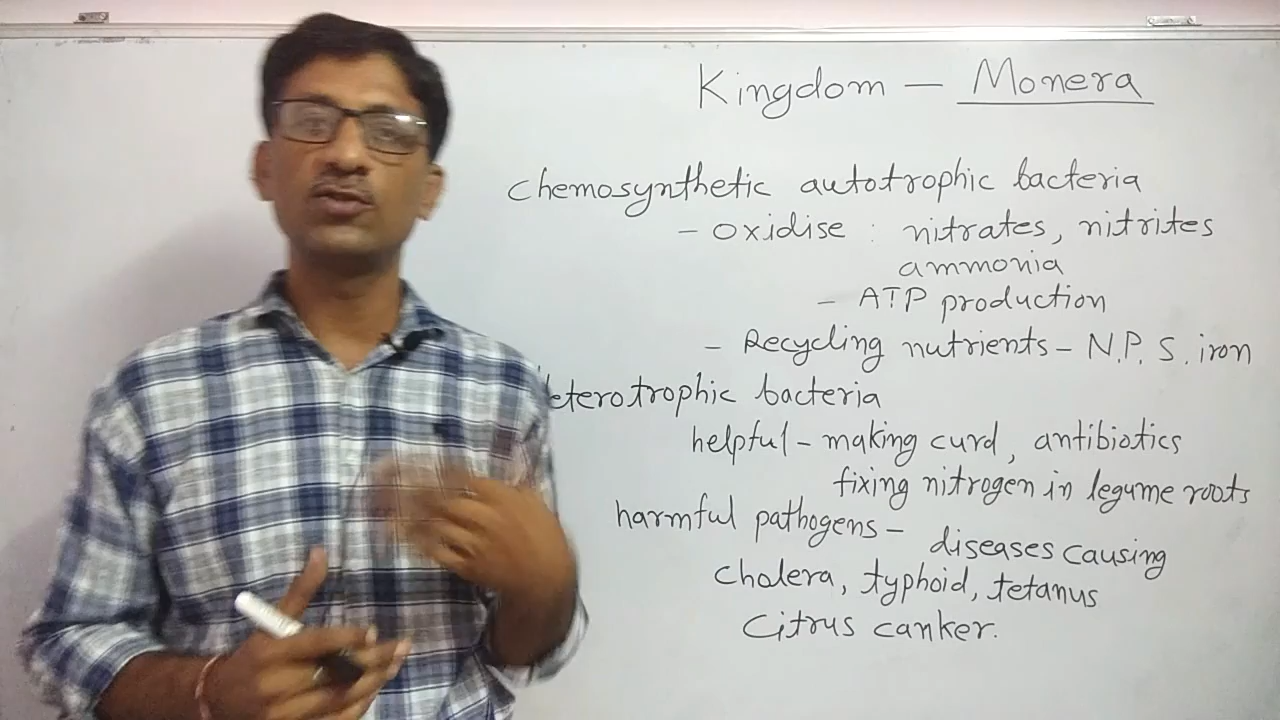 Kingdom — Monera
chemosynthetic autotrophic bacteria
- oxidise : nitrates, nitrites
ammonia
- ATP production
- Recycling nutrients - N.P. S. iron
eterotrophic bacteria
helpful - making curd, antibiotics
fixing nitrogen in legume roots
harmful pathogens - diseases causing
cholera, typhoid, tetanus
Citrus canker.